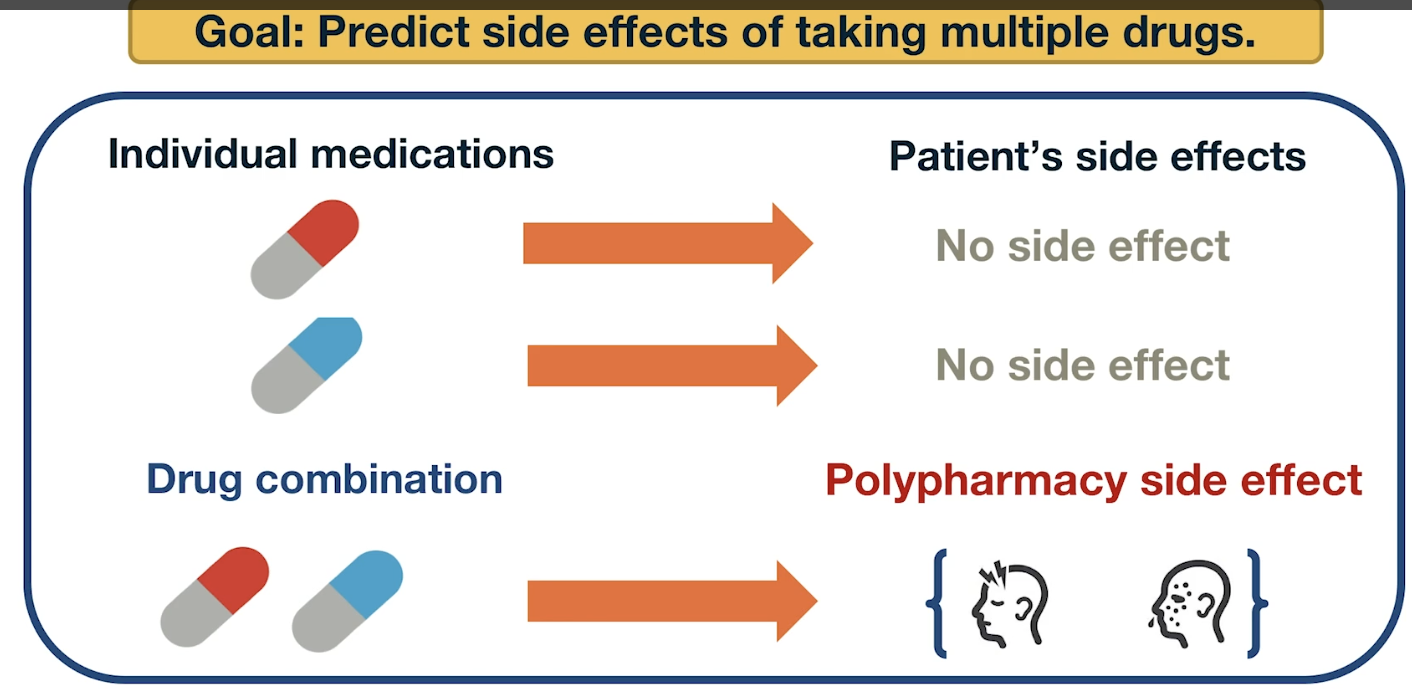 Goal: Predict side effects of taking multiple drugs.
Individual medications
Patient’s side effects
No side effect
No side effect
Drug combination
Polypharmacy side effect